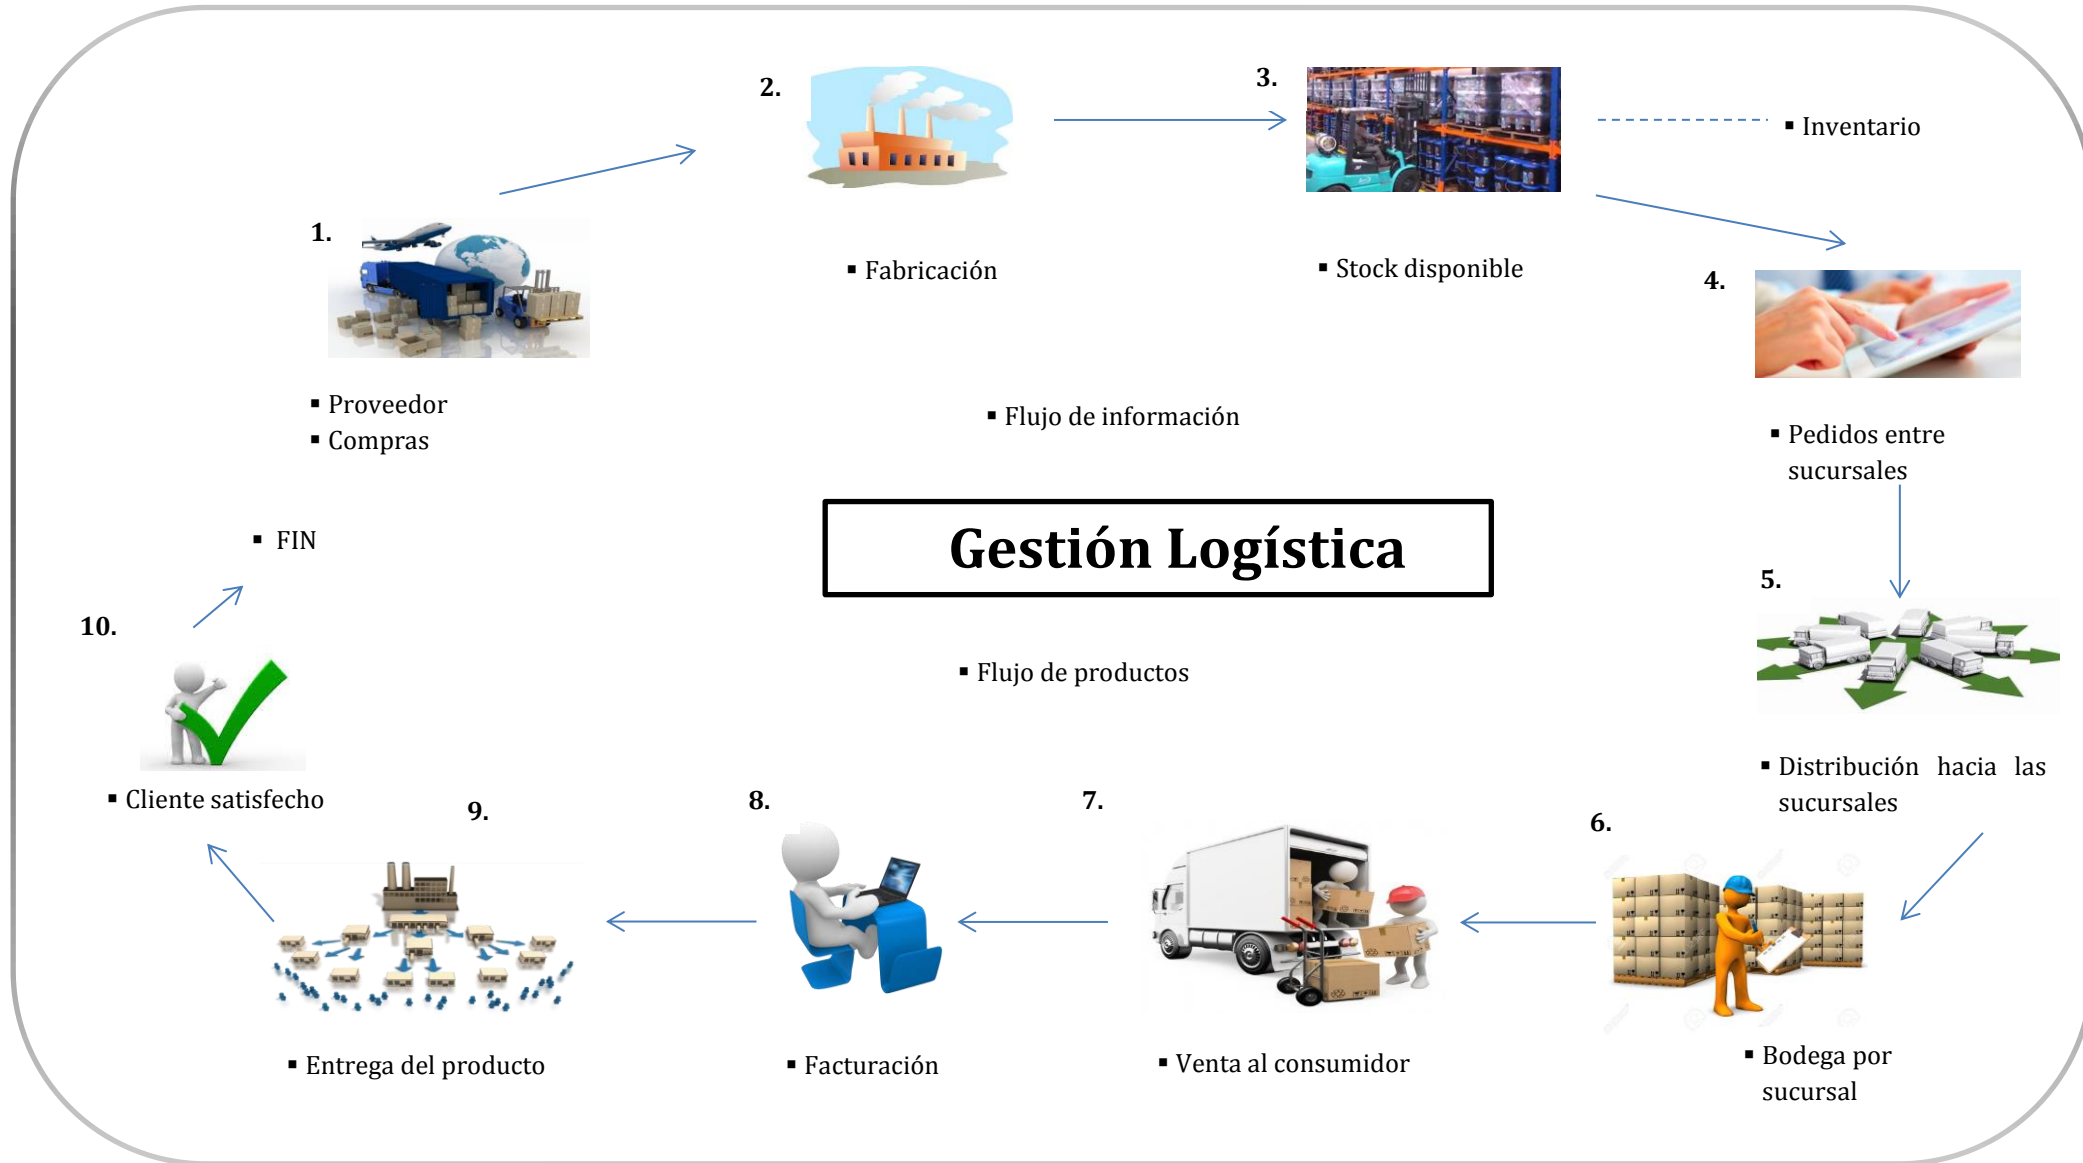 1.
▪ Proveedor
▪ Compras
2.
▪ Fabricación
3.
▪ Stock disponible
▪ Inventario
4.
▪ Pedidos entre
sucursales
▪ Flujo de información
Gestión Logística
▪ Flujo de productos
5.
▪ Distribución hacia las
sucursales
6.
▪ Bodega por
sucursal
7.
▪ Venta al consumidor
8.
▪ Facturación
9.
▪ Entrega del producto
10.
▪ Cliente satisfecho
▪ FIN